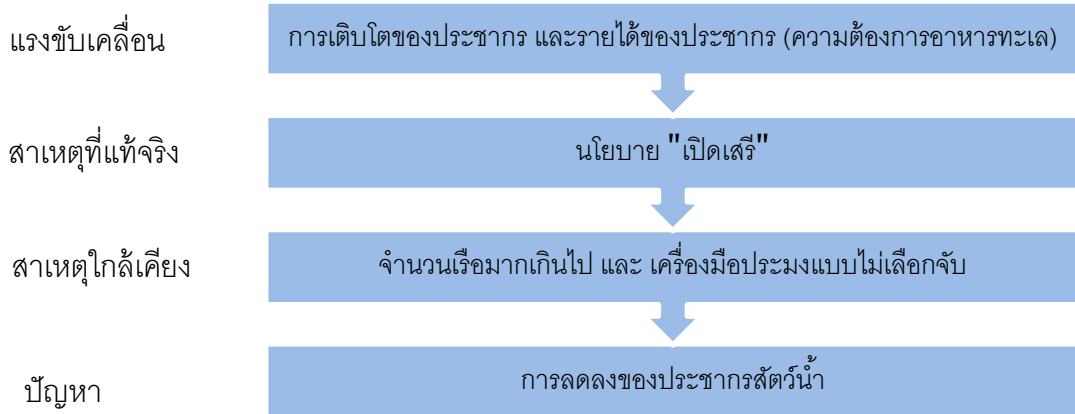 แรงขับเคลื่อน
การเติบโตของประชากร และรายได้ของประชากร (ความต้องการอาหารทะเล)
สาเหตุที่แท้จริง
นโยบาย "เปิดเสรี"
สาเหตุใกล้เคียง
จำนวนเรือมากเกินไป และ เครื่องมือประมงแบบไม่เลือกจับ
ปัญหา
การลดลงของประชากรสัตว์น้ำ